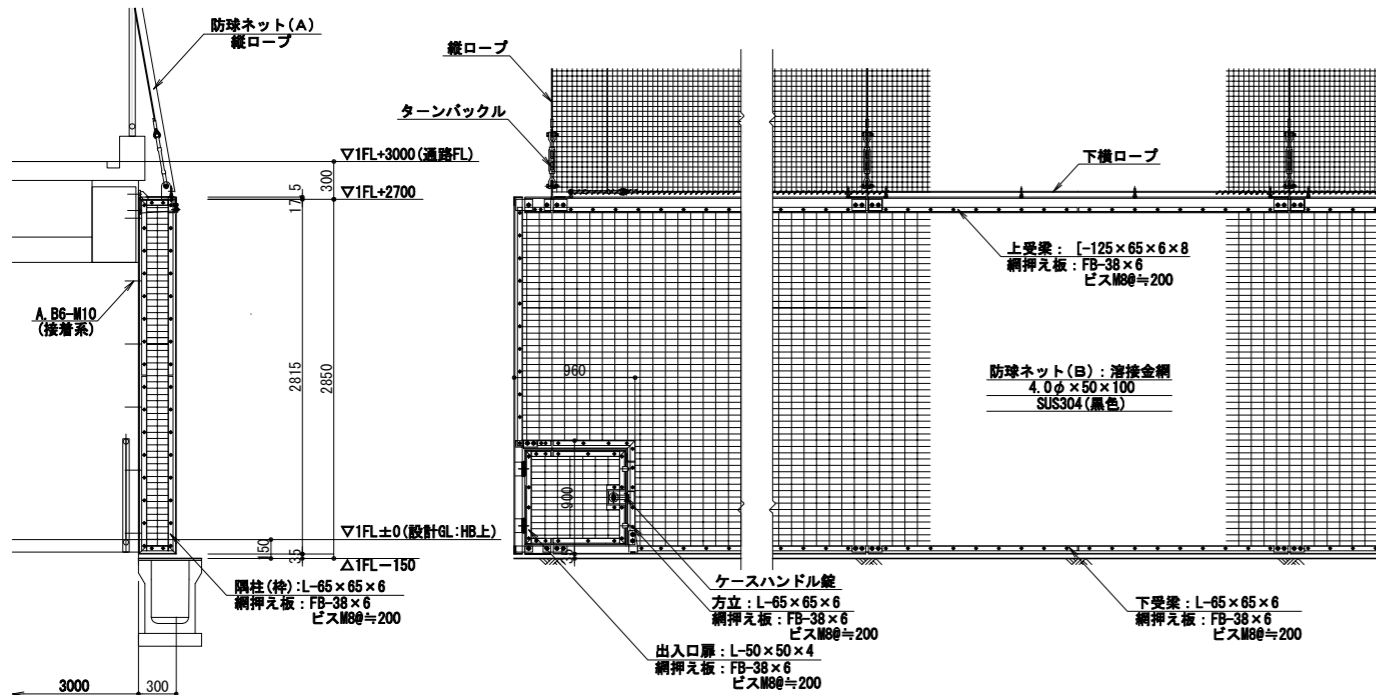 防球ネット(A)
縦ロープ
▽1FL+3000(通路FL)
▽1FL+2700
300
17.5
2815
2850
A.B6-M10
(接着系)
▽1FL±0(設計GL:HB上)
150
35
△1FL-150
隅柱(枠):L-65×65×6
網押え板:FB-38×6
ビスM8@≒200
3000
300
縦ロープ
ターンバックル
下横ロープ
上受梁: [-125×65×6×8
網押え板:FB-38×6
ビスM8@≒200
960
防球ネット(B):溶接金網
4.0φ×50×100
SUS304(黒色)
900
35
ケースハンドル錠
方立:L-65×65×6
網押え板:FB-38×6
ビスM8@≒200
出入口扉:L-50×50×4
網押え板:FB-38×6
ビスM8@≒200
下受梁:L-65×65×6
網押え板:FB-38×6
ビスM8@≒200